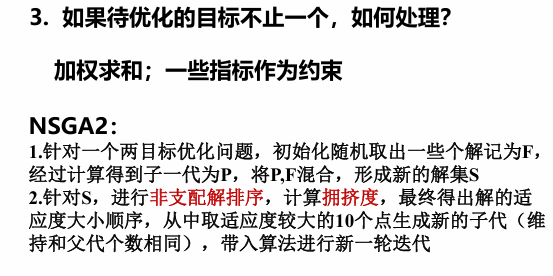 3. 如果待优化的目标不止一个，如何处理？
加权求和；一些指标作为约束
NSGA2：
1.针对一个两目标优化问题，初始化随机取出一些个解记为F，
经过计算得到子一代为P，将P,F混合，形成新的解集S
2.针对S，进行非支配解排序，计算拥挤度，最终得出解的适
应度大小顺序，从中取适应度较大的10个点生成新的子代（维
持和父代个数相同），带入算法进行新一轮迭代